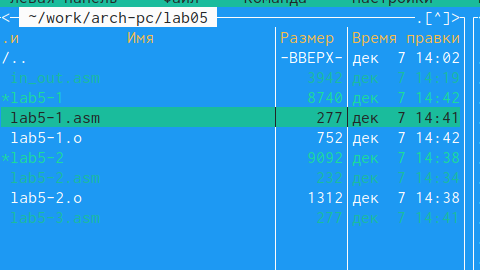 левая панель файл команда настройки
<— ~/work/arch-pc/lab05 .[^]>
.и Имя Размер Время правки
/.. -ВВЕРХ- дек 7 14:02
in_out.asm 3942 дек 7 14:19
*lab5-1 8740 дек 7 14:42
lab5-1.asm 277 дек 7 14:41
lab5-1.o 752 дек 7 14:42
*lab5-2 9092 дек 7 14:38
lab5-2.asm 232 дек 7 14:34
lab5-2.o 1312 дек 7 14:38
lab5-3.asm 277 дек 7 14:41